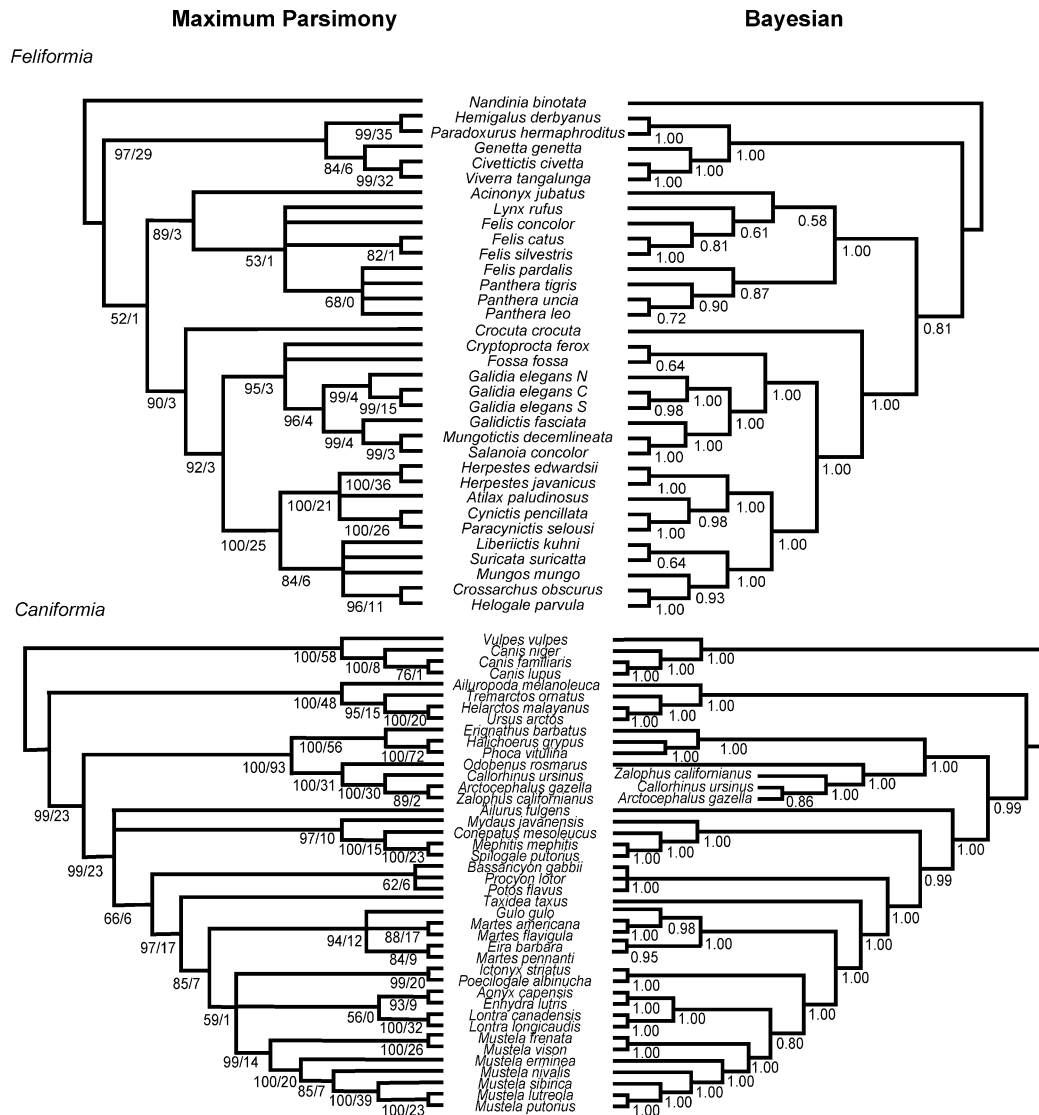 Maximum Parsimony Bayesian
Feliformia
Nandinia binotata
Hemigalus derbyanus
99/35 Paradoxurus hermaphroditus 1.00
97/29 Genetta genetta 1.00
84/6 Civettictis civetta 1.00
99/32 Viverra tangalunga 1.00
Acinonyx jubatus
Lynx rufus 0.58
89/3 Felis concolor 0.81 0.61
53/1 82/1 Felis catus 1.00
Felis silvestris 1.00
Felis pardalis
68/0 Panthera tigris 0.90 0.87
52/1 Panthera uncia 0.72 0.81
Panthera leo
Crocuta crocuta
Cryptoprocta ferox
95/3 Fossa fossa 0.64
Galidia elegans N 1.00
90/3 99/4 Galidia elegans C 1.00 1.00
99/15 Galidia elegans S 0.98
96/4 Galidictis fasciata 1.00
99/4 Mungotictis decemlineata 1.00
99/3 Salanoia concolor 1.00
92/3 Herpestes edwardsii 1.00
100/36 Herpestes javanicus 1.00
100/21 Atilax paludinosus 1.00
Cynictis pencillata 0.98
100/26 Paracynictis selousi 1.00
100/25 Liberiictis kuhni 1.00
Suricata suricatta 0.64
84/6 Mungos mungo 1.00
Crossarchus obscurus 0.93
96/11 Helogale parvula 1.00
Caniformia
Vulpes vulpes
100/58 Canis niger 1.00
100/8 Canis familiaris 1.00
76/1 Canis lupus 1.00
Ailuropoda melanoleuca
100/48 Tremarctos ornatus 1.00
95/15 Helarctos malayanus 1.00
100/20 Ursus arctos 1.00
Erignathus barbatus
100/56 Halichoerus grypus 1.00
100/72 Phoca vitulina 1.00
100/93 Odobenus rosmarus 1.00
100/31 Callorhinus ursinus Zalophus californianus 1.00
100/30 Arctocephalus gazella Callorhinus ursinus 1.00
89/2 Zalophus californianus Arctocephalus gazella 0.86
99/23 Ailurus fulgens 0.99
Mydaus javanensis
97/10 Conepatus mesoleucus 1.00
100/15 Mephitis mephitis 1.00
100/23 Spilogale putorius 1.00
99/23 Bassaricyon gabbii 1.00
62/6 Procyon lotor 0.99
Potos flavus 1.00
66/6 Taxidea taxus 1.00
Gulo gulo
Martes americana 0.98
97/17 88/17 Martes flavigula 1.00 1.00
94/12 Eira barbara 1.00
84/9 Martes pennanti 0.95
85/7 Ictonyx striatus 1.00
99/20 Poecilogale albinucha 1.00
Aonyx capensis
93/9 Enhydra lutris 1.00 1.00
59/1 56/0 Lontra canadensis 1.00
100/32 Lontra longicaudis 1.00
Mustela frenata 0.80
100/26 Mustela vison 1.00
99/14 Mustela erminea 1.00
100/20 Mustela nivalis 1.00
85/7 Mustela sibirica 1.00
100/39 Mustela lutreola 1.00
100/23 Mustela putorius 1.00